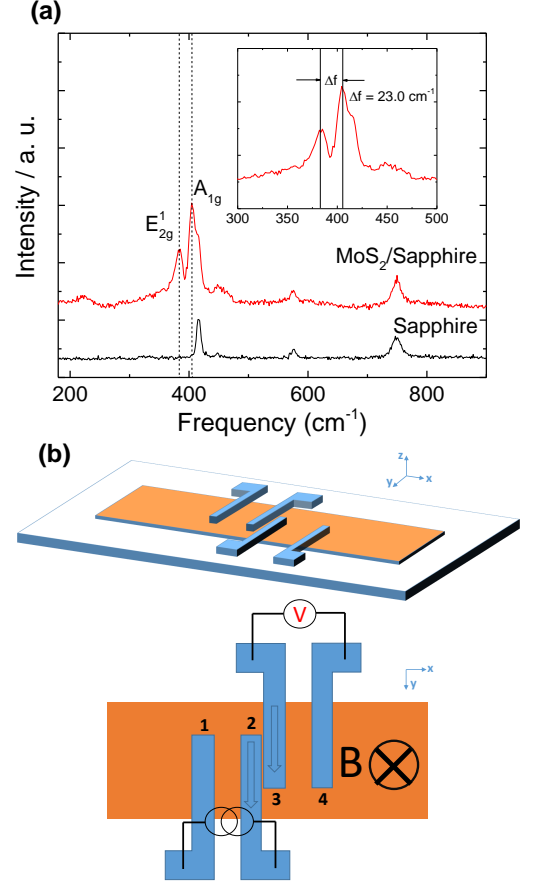 (a)
Intensity / a. u.
E¹₂g
A₁g
Δf
Δf = 23.0 cm⁻¹
300 350 400 450 500
MoS₂/Sapphire
Sapphire
200 400 600 800
Frequency (cm⁻¹)
(b)
z
y x
V
x
y
1 2
B
3 4